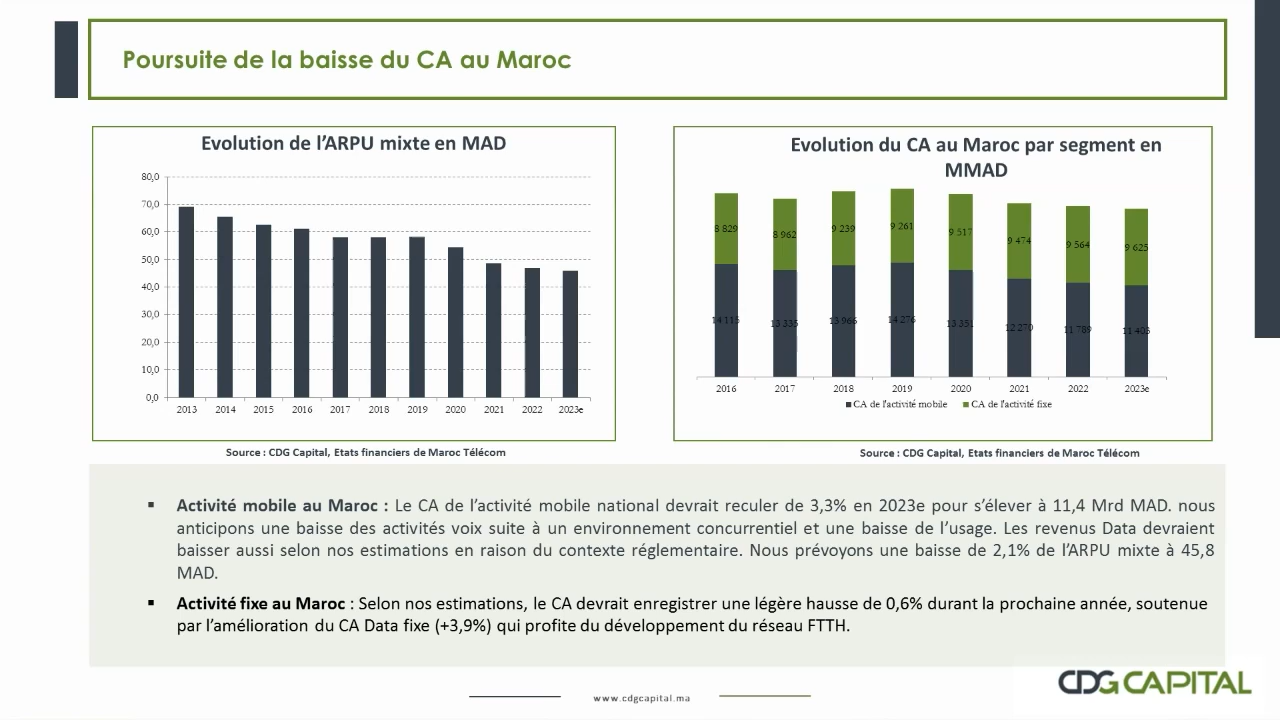 Poursuite de la baisse du CA au Maroc
Evolution de l’ARPU mixte en MAD
80,0
70,0
60,0
50,0
40,0
30,0
20,0
10,0
0,0
2013 2014 2015 2016 2017 2018 2019 2020 2021 2022 2023e
Source : CDG Capital, Etats financiers de Maroc Télécom
Evolution du CA au Maroc par segment en
MMAD
8 829 8 962 9 239 9 261 9 517 9 474 9 564 9 625
14 115 13 335 13 966 14 276 13 351 12 270 11 789 11 403
2016 2017 2018 2019 2020 2021 2022 2023e
CA de l'activité mobile CA de l'activité fixe
Source : CDG Capital, Etats financiers de Maroc Télécom
▪ Activité mobile au Maroc : Le CA de l’activité mobile national devrait reculer de 3,3% en 2023e pour s’élever à 11,4 Mrd MAD. nous
anticipons une baisse des activités voix suite à un environnement concurrentiel et une baisse de l’usage. Les revenus Data devraient
baisser aussi selon nos estimations en raison du contexte réglementaire. Nous prévoyons une baisse de 2,1% de l’ARPU mixte à 45,8
MAD.
▪ Activité fixe au Maroc : Selon nos estimations, le CA devrait enregistrer une légère hausse de 0,6% durant la prochaine année, soutenue
par l’amélioration du CA Data fixe (+3,9%) qui profite du développement du réseau FTTH.
www.cdgcapital.ma
CDG CAPITAL